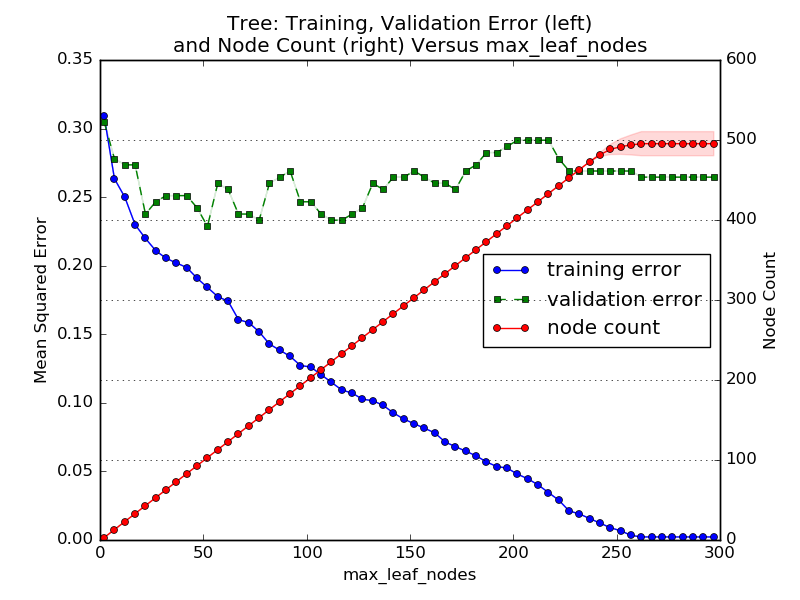 Tree: Training, Validation Error (left)
and Node Count (right) Versus max_leaf_nodes
0.35
0.30
0.25
0.20
0.15
0.10
0.05
0.00
Mean Squared Error
600
500
400
300
200
100
0
Node Count
training error
validation error
node count
0 50 100 150 200 250 300
max_leaf_nodes